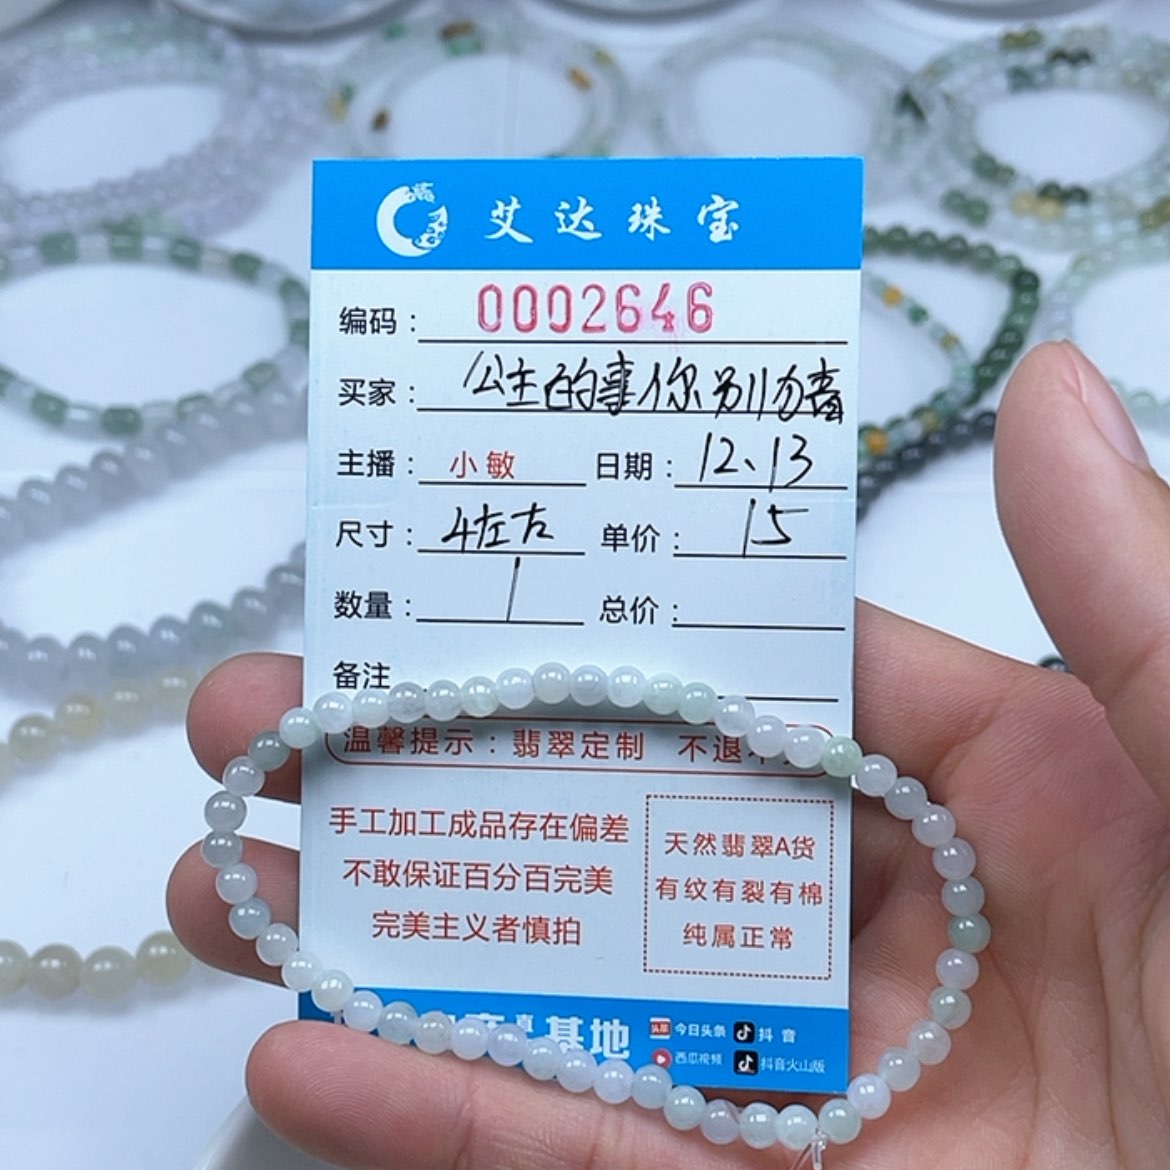 艾达珠宝
编码：0002646
买家：公主的事你别为着
主播：小敏 日期：12、13
尺寸：4左右 单价：15
数量：1 总价：
备注
温馨提示：翡翠定制 不退不
手工加工成品存在偏差
不敢保证百分百完美
完美主义者慎拍
天然翡翠A货
有纹有裂有棉
纯属正常
基地
头条 今日头条 抖音
西瓜视频 抖音火山版